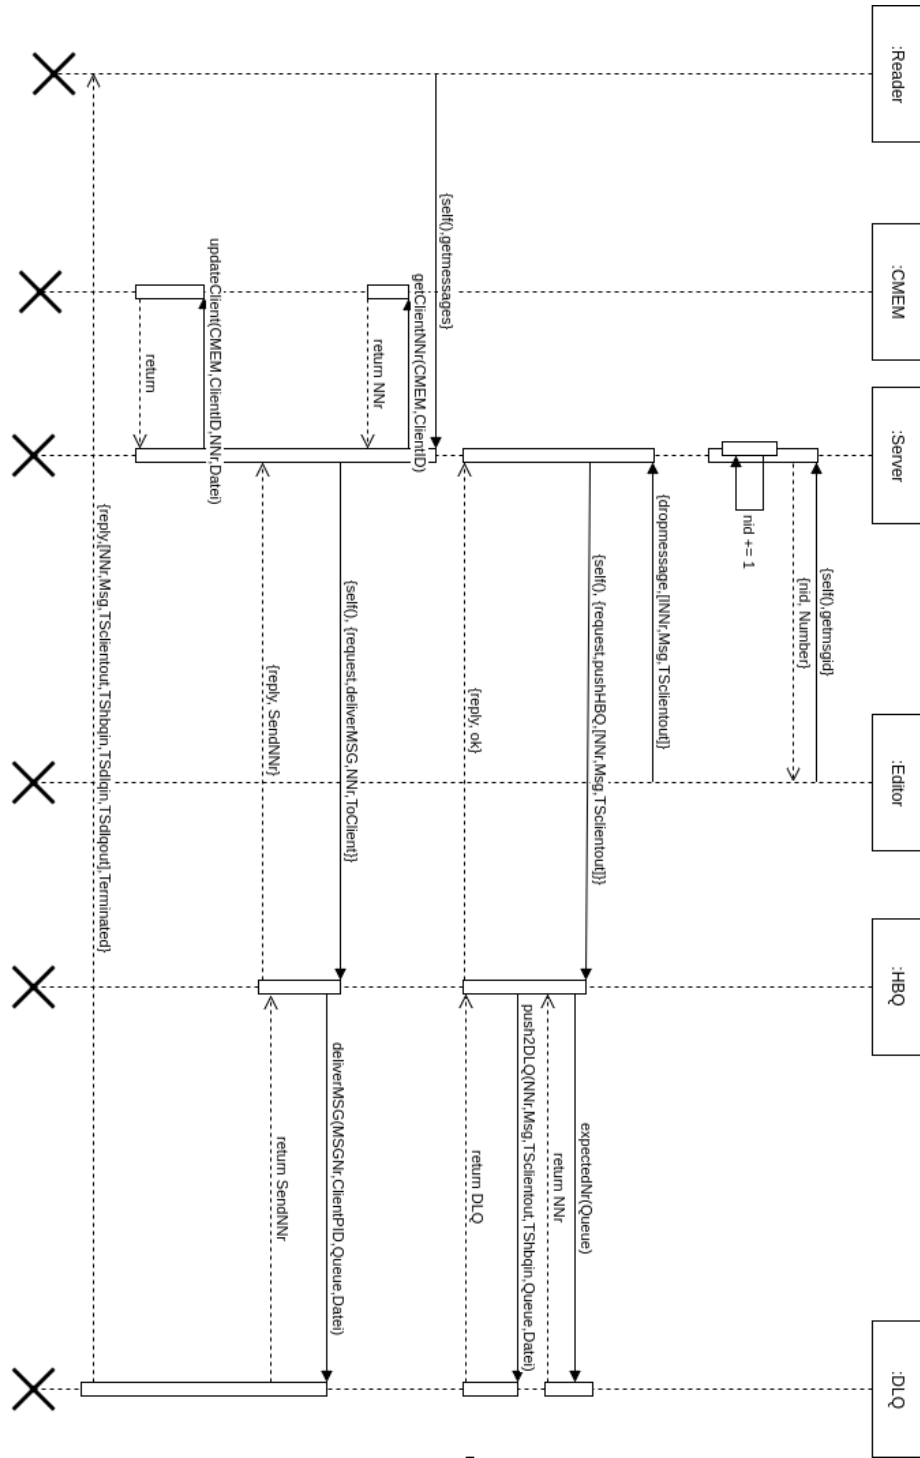 :Reader
:CMEM
:Server
:Editor
:HBQ
:DLQ
{self(),getmsgid}
{nid, Number}
nid += 1
{dropmessage,[INNr,Msg,TSclientout]}
{self(), {request,pushHBQ,[NNr,Msg,TSclientout]}}
expectedNr(Queue)
return NNr
push2DLQ(NNr,Msg,TSclientout,TShbqin,Queue,Datei)
return DLQ
{reply, ok}
{self(),getmessages}
getClientNNr(CMEM,ClientID)
return NNr
{self(), {request,deliverMSG,NNr,ToClient}}
deliverMSG(MSGNr,ClientPID,Queue,Datei)
return SendNNr
{reply, SendNNr}
updateClient(CMEM,ClientID,NNr,Datei)
return
{reply,[NNr,Msg,TSclientout,TShbqin,TSdlqin,TSdlqout],Terminated}